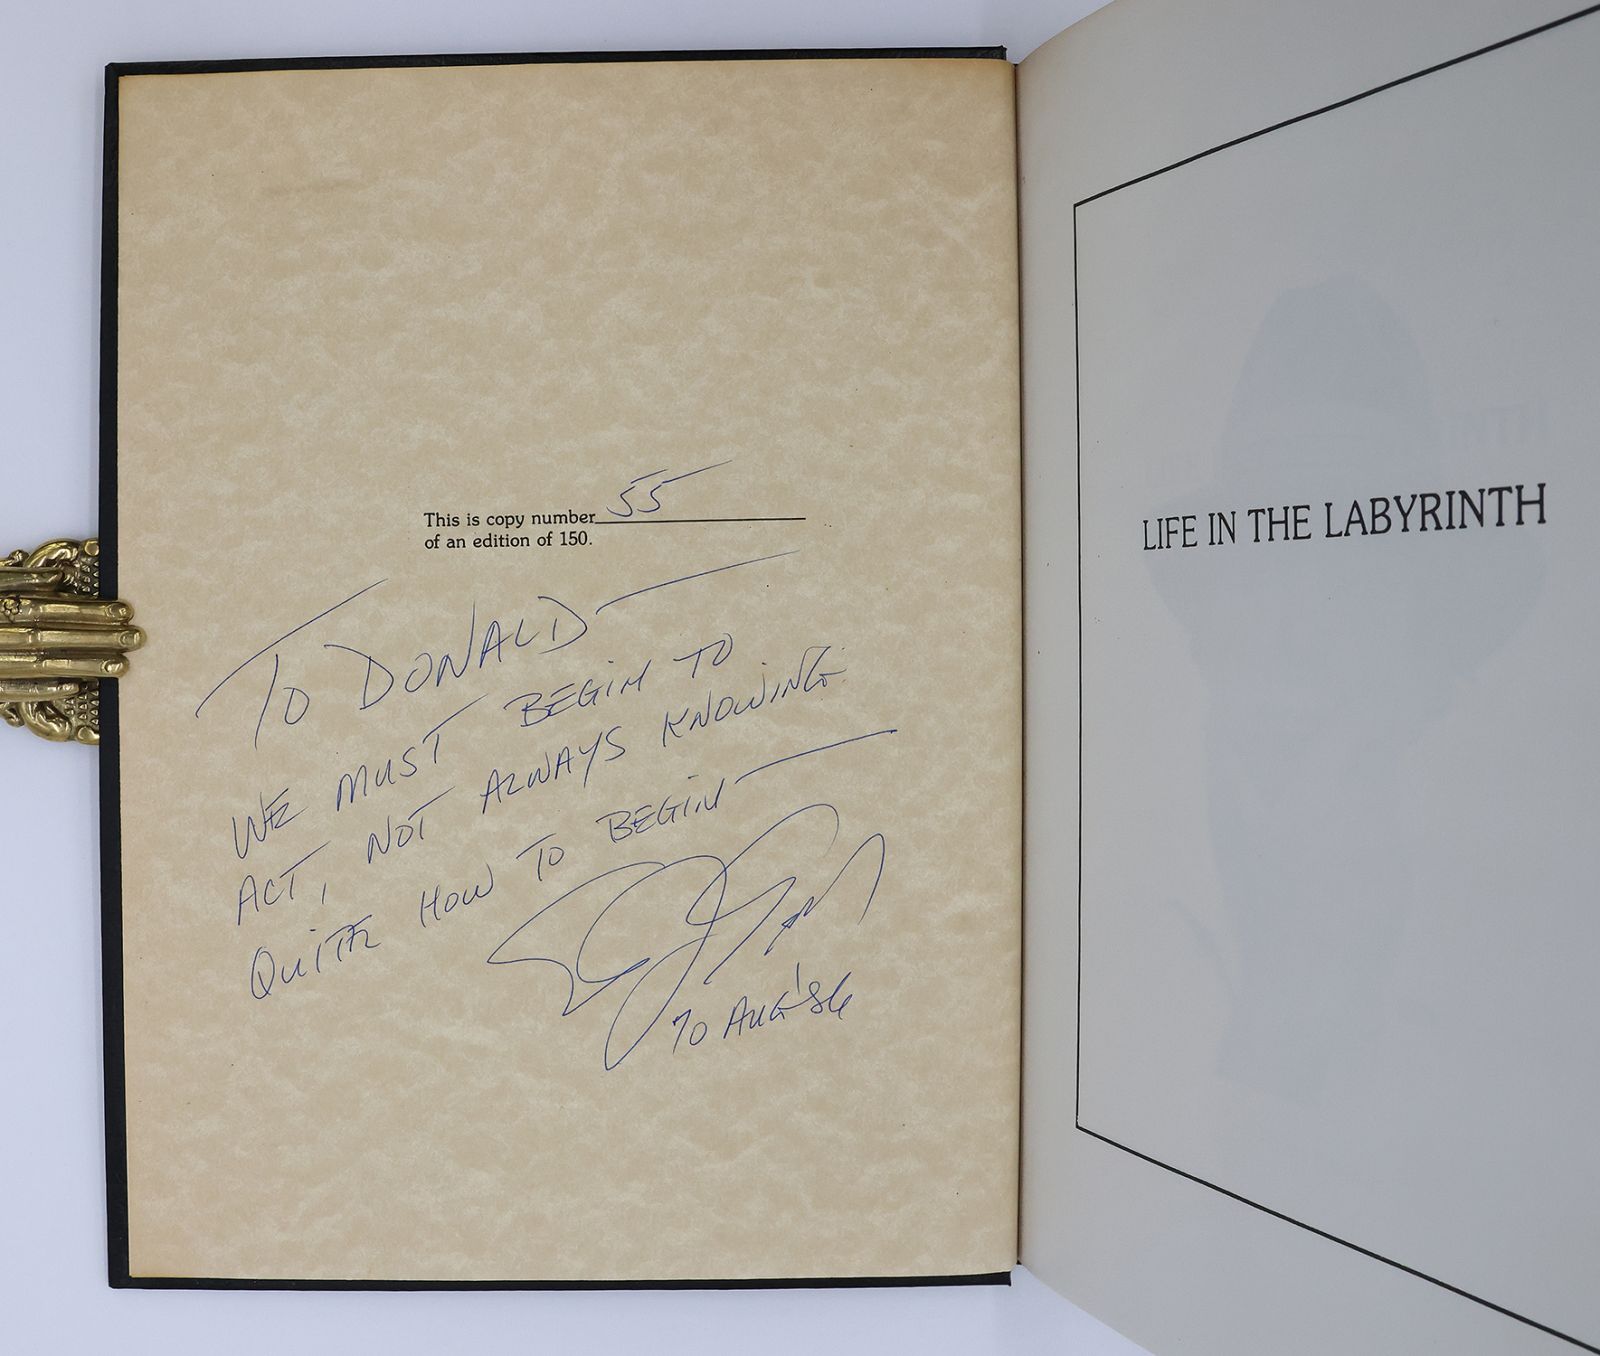 This is copy number 55
of an edition of 150.
TO DONALD—
WE MUST BEGIN TO
ACT, NOT ALWAYS KNOWING
QUITE HOW TO BEGIN—
AUG '86
LIFE IN THE LABYRINTH